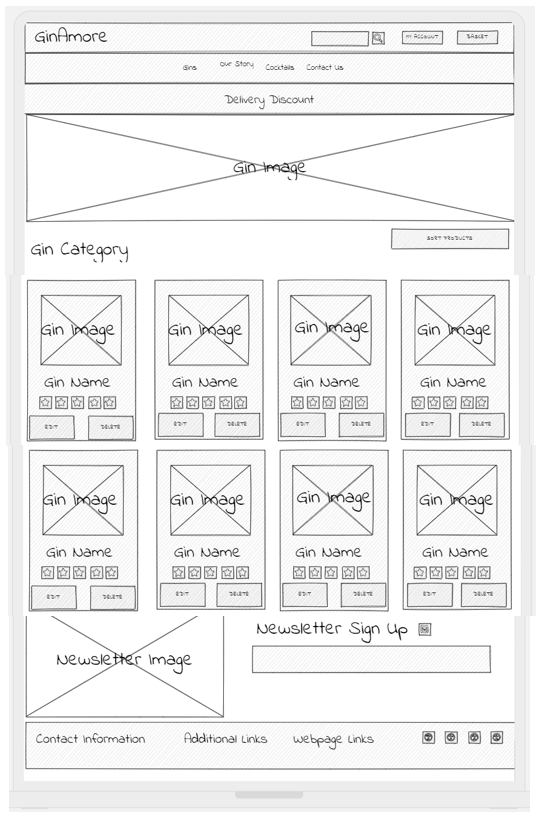 GinAmore
MY ACCOUNT
BASKET
Gins
Our Story
Cocktails
Contact Us
Delivery Discount
Gin Image
Gin Category
SORT PRODUCTS
Gin Image Gin Image Gin Image Gin Image
Gin Name Gin Name Gin Name Gin Name
EDIT DELETE EDIT DELETE EDIT DELETE EDIT DELETE
Gin Image Gin Image Gin Image Gin Image
Gin Name Gin Name Gin Name Gin Name
EDIT DELETE EDIT DELETE EDIT DELETE EDIT DELETE
Newsletter Sign Up
Newsletter Image
Contact Information Additional Links Webpage Links